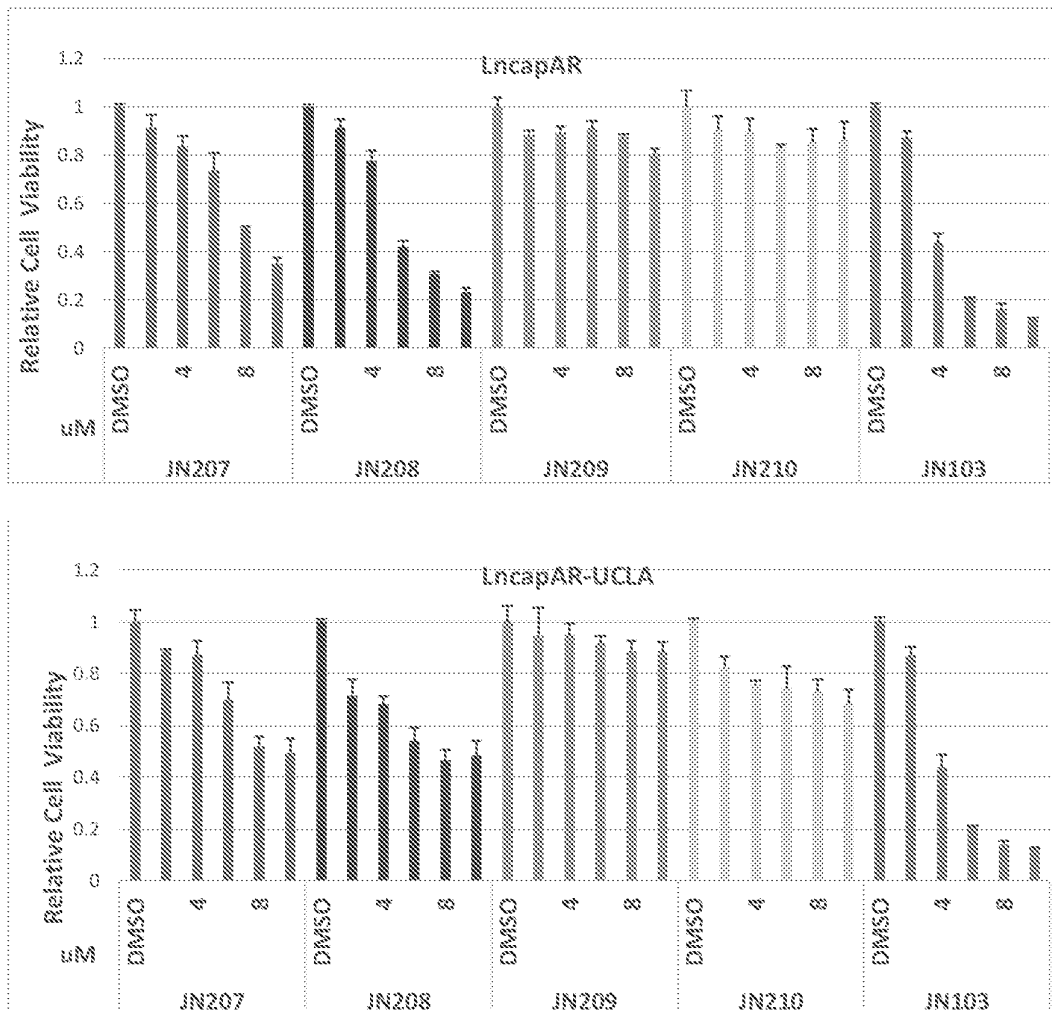 LncapAR
Relative Cell Viability
1.2
1
0.8
0.6
0.4
0.2
0
uM
DMSO 4 8 DMSO 4 8 DMSO 4 8 DMSO 4 8 DMSO 4 8
JN207 JN208 JN209 JN210 JN103
LncapAR-UCLA
Relative Cell Viability
1.2
1
0.8
0.6
0.4
0.2
0
uM
DMSO 4 8 DMSO 4 8 DMSO 4 8 DMSO 4 8 DMSO 4 8
JN207 JN208 JN209 JN210 JN103